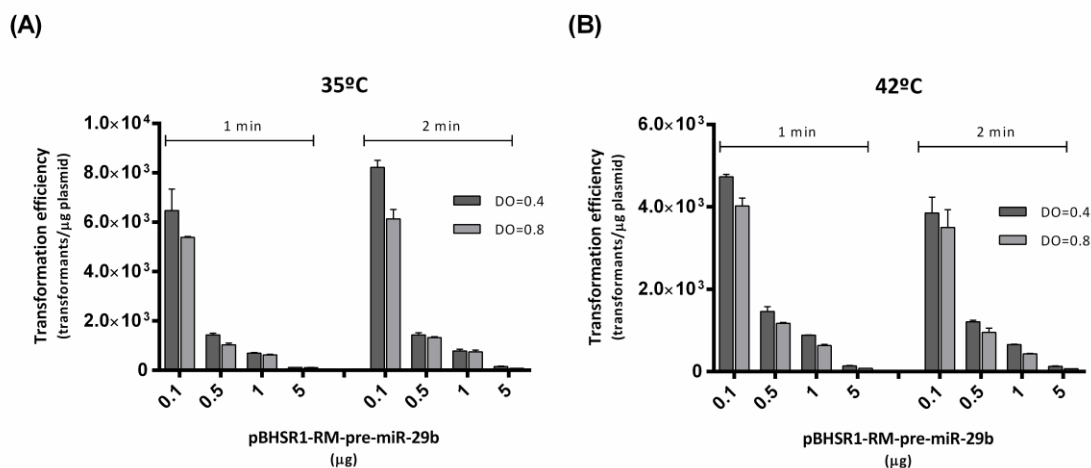 (A)
35ºC
Transformation efficiency
(transformants/µg plasmid)
1.0×10⁴
8.0×10³
6.0×10³
4.0×10³
2.0×10³
0
1 min
2 min
DO=0.4
DO=0.8
0.1 0.5 1 5 0.1 0.5 1 5
pBHSR1-RM-pre-miR-29b
(µg)
(B)
42ºC
Transformation efficiency
(transformants/µg plasmid)
6.0×10³
4.0×10³
2.0×10³
0
1 min
2 min
DO=0.4
DO=0.8
0.1 0.5 1 5 0.1 0.5 1 5
pBHSR1-RM-pre-miR-29b
(µg)